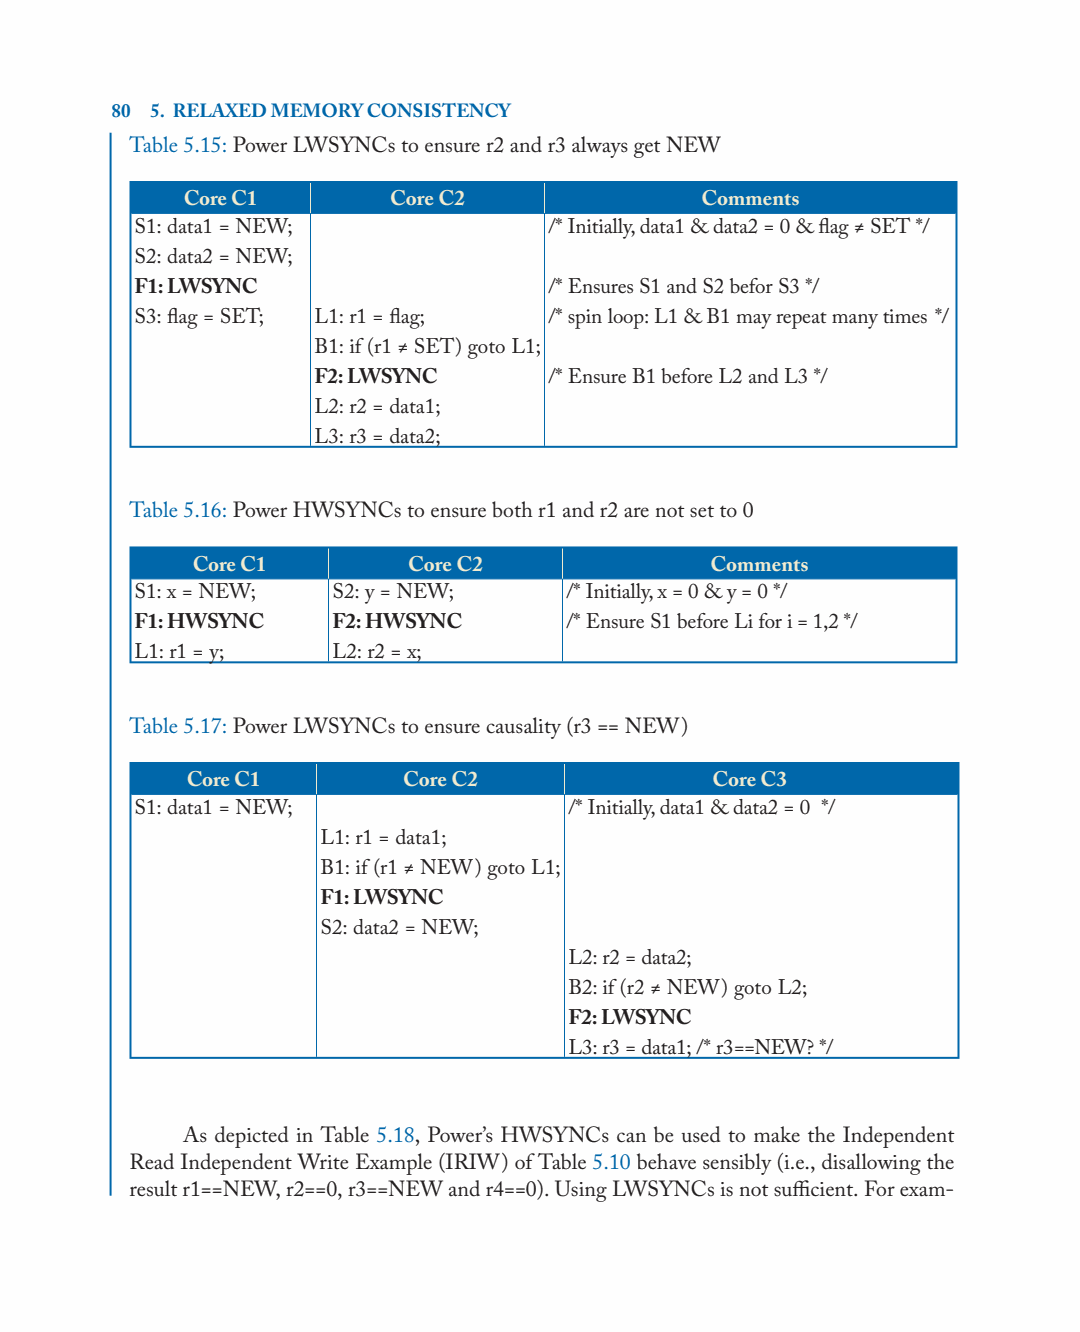 80 5. RELAXED MEMORY CONSISTENCY
Table 5.15: Power LWSYNCs to ensure r2 and r3 always get NEW
Core C1 Core C2 Comments
S1: data1 = NEW; /* Initially, data1 & data2 = 0 & flag ≠ SET */
S2: data2 = NEW;
F1: LWSYNC /* Ensures S1 and S2 befor S3 */
S3: flag = SET; L1: r1 = flag; /* spin loop: L1 & B1 may repeat many times */
B1: if (r1 ≠ SET) goto L1;
F2: LWSYNC /* Ensure B1 before L2 and L3 */
L2: r2 = data1;
L3: r3 = data2;
Table 5.16: Power HWSYNCs to ensure both r1 and r2 are not set to 0
Core C1 Core C2 Comments
S1: x = NEW; S2: y = NEW; /* Initially, x = 0 & y = 0 */
F1: HWSYNC F2: HWSYNC /* Ensure S1 before Li for i = 1,2 */
L1: r1 = y; L2: r2 = x;
Table 5.17: Power LWSYNCs to ensure causality (r3 == NEW)
Core C1 Core C2 Core C3
S1: data1 = NEW; /* Initially, data1 & data2 = 0 */
L1: r1 = data1;
B1: if (r1 ≠ NEW) goto L1;
F1: LWSYNC
S2: data2 = NEW;
L2: r2 = data2;
B2: if (r2 ≠ NEW) goto L2;
F2: LWSYNC
L3: r3 = data1; /* r3==NEW? */
As depicted in Table 5.18, Power’s HWSYNCs can be used to make the Independent
Read Independent Write Example (IRIW) of Table 5.10 behave sensibly (i.e., disallowing the
result r1==NEW, r2==0, r3==NEW and r4==0). Using LWSYNCs is not sufficient. For exam-